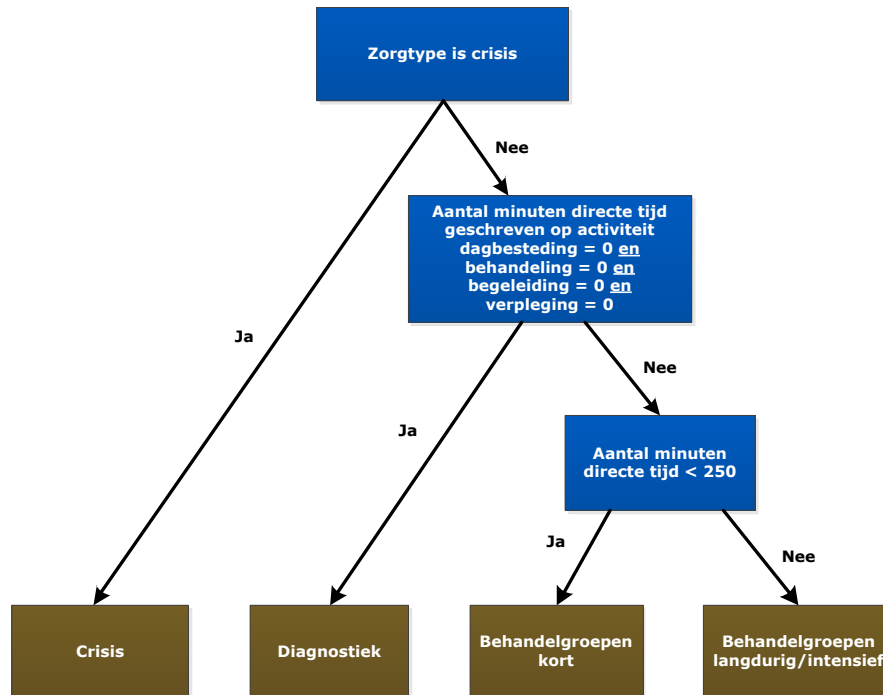 Zorgtype is crisis
Nee
Aantal minuten directe tijd
geschreven op activiteit
dagbesteding = 0 en
behandeling = 0 en
begeleiding = 0 en
verpleging = 0
Ja
Nee
Ja
Aantal minuten
directe tijd < 250
Ja
Nee
Crisis
Diagnostiek
Behandelgroepen
kort
Behandelgroepen
langdurig/intensief